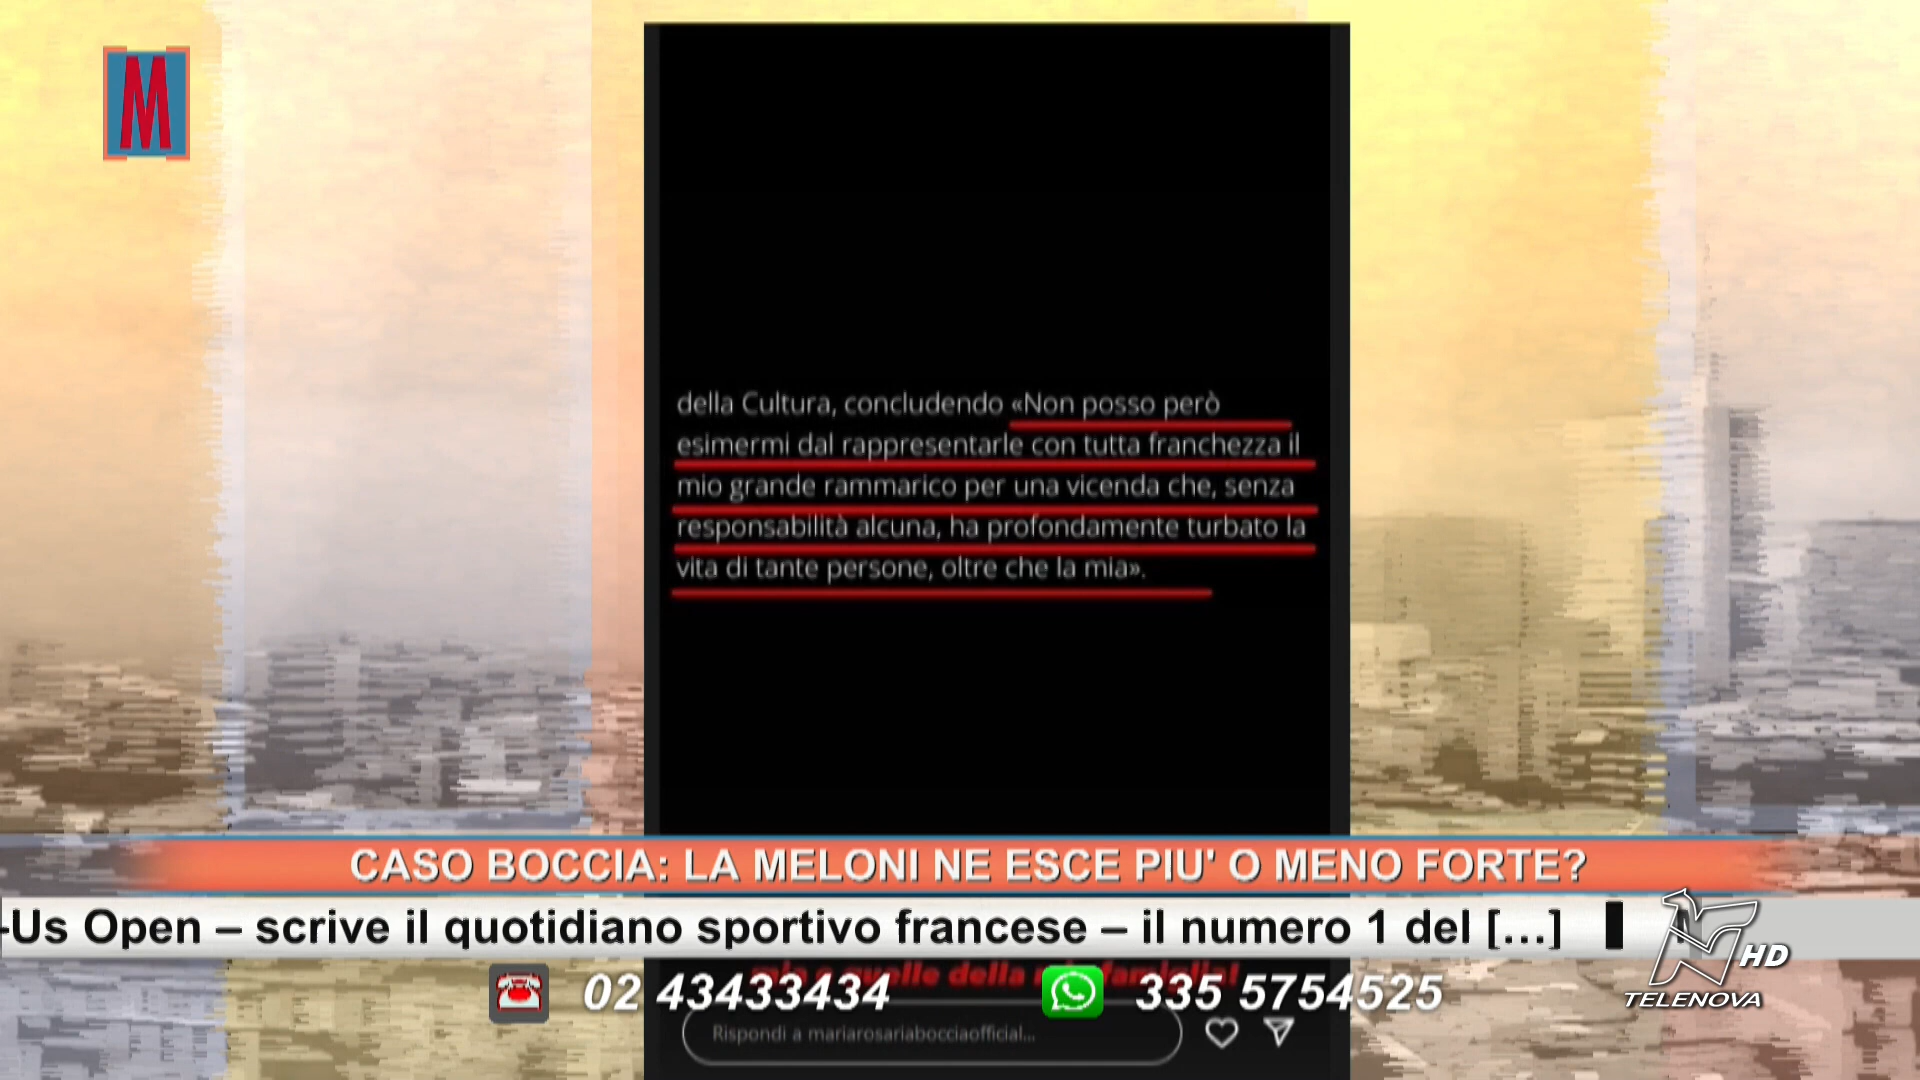 M
della Cultura, concludendo «Non posso però
esimermi dal rappresentarle con tutta franchezza il
mio grande rammarico per una vicenda che, senza
responsabilità alcuna, ha profondamente turbato la
vita di tante persone, oltre che la mia».
CASO BOCCIA: LA MELONI NE ESCE PIU' O MENO FORTE?
-Us Open – scrive il quotidiano sportivo francese – il numero 1 del [...]
HD
della
02 43433434
335 5754525
TELENOVA
Rispondi a mariarosariabocciaofficial...